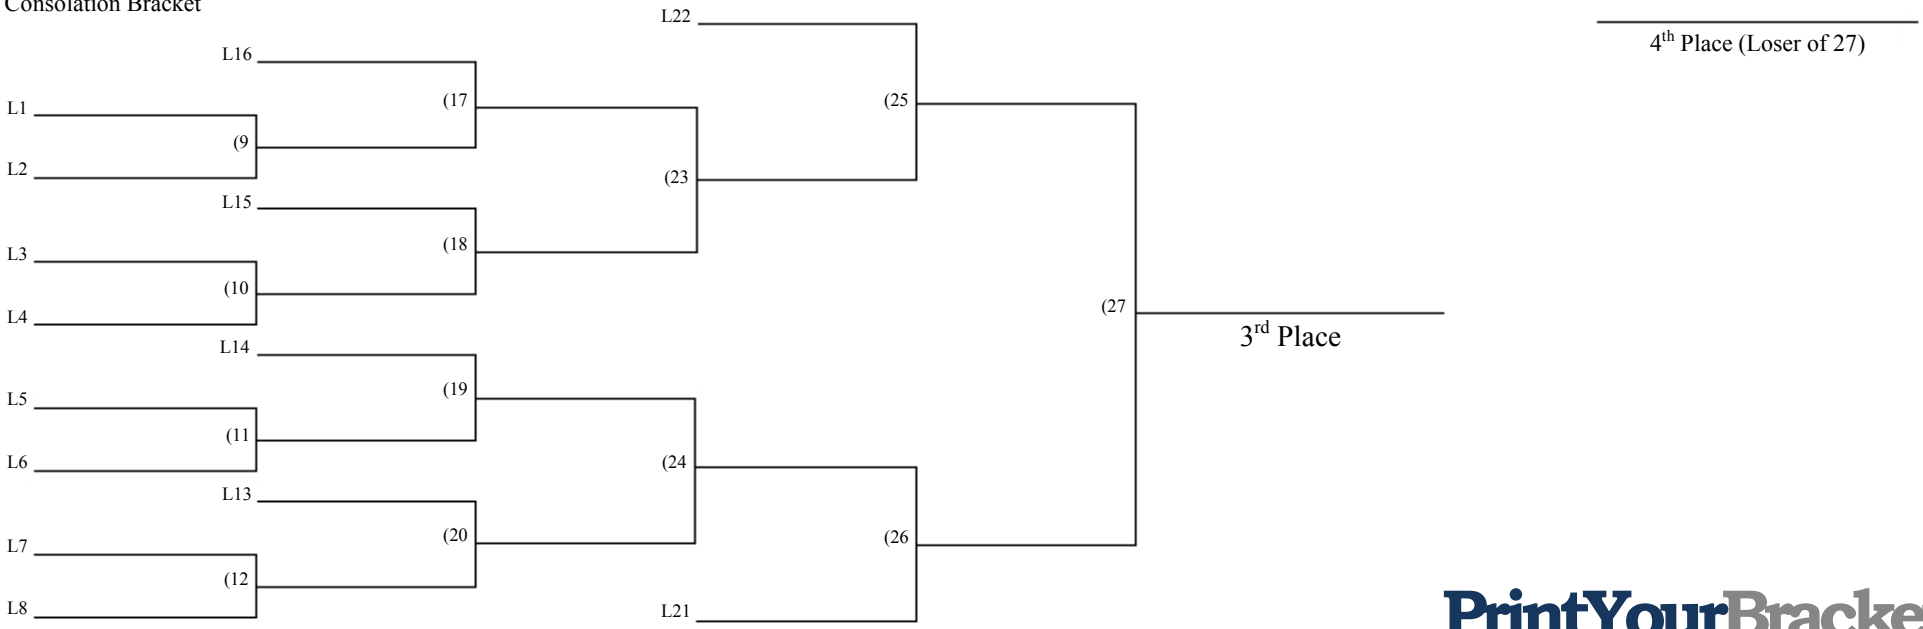 Consolation Bracket
L22
4th Place (Loser of 27)
L16
(17
(25
L1
(9
L2
(23
L15
(18
L3
(10
L4
(27
3rd Place
L14
(19
L5
(11
L6
(24
L13
(20
(26
L7
(12
L8
L21
PrintYourBracke